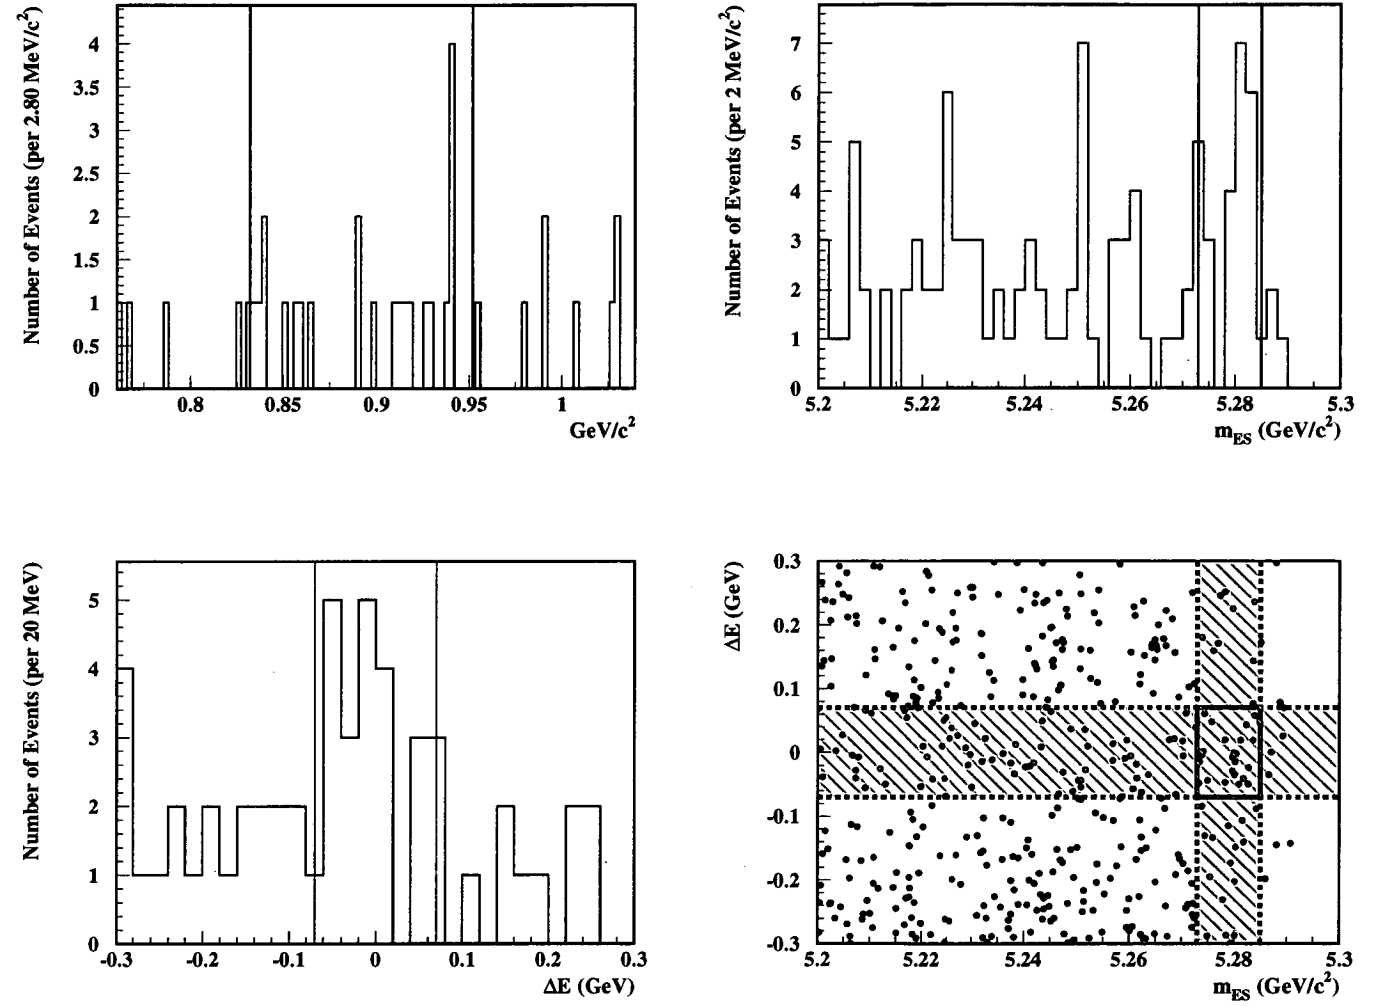 Number of Events (per 2.80 MeV/c²)
4
3.5
3
2.5
2
1.5
1
0.5
0
0.8 0.85 0.9 0.95 1
GeV/c²
Number of Events (per 2 MeV/c²)
7
6
5
4
3
2
1
0
5.2 5.22 5.24 5.26 5.28 5.3
m_ES (GeV/c²)
Number of Events (per 20 MeV)
5
4
3
2
1
0
-0.3 -0.2 -0.1 0 0.1 0.2 0.3
ΔE (GeV)
ΔE (GeV)
0.3
0.2
0.1
0
-0.1
-0.2
-0.3
5.2 5.22 5.24 5.26 5.28 5.3
m_ES (GeV/c²)